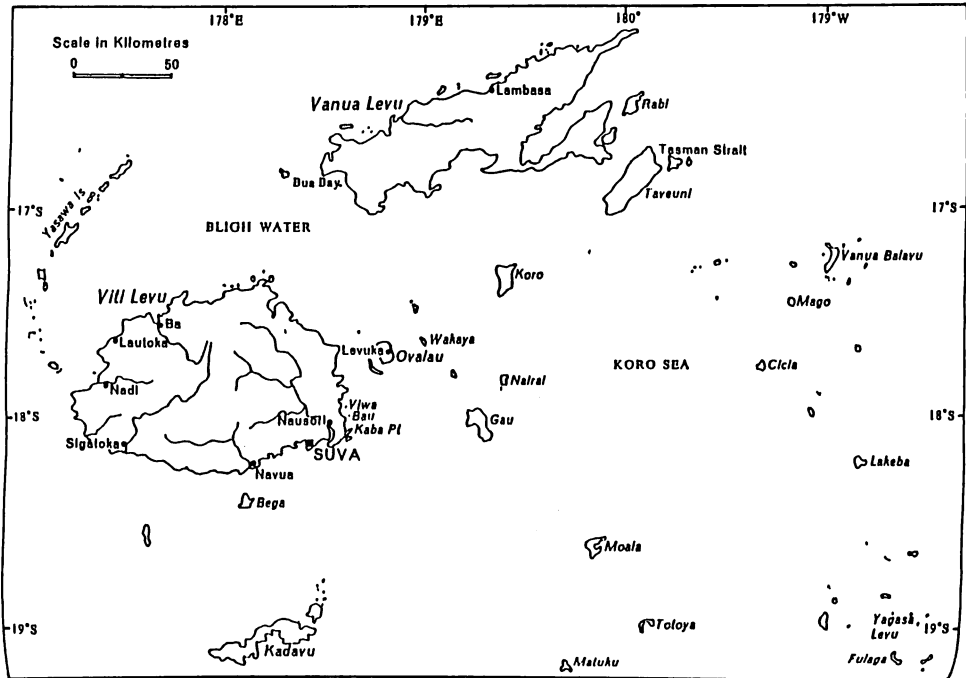 178°E 179°E 180° 179°W
Scale in Kilometres
0 50
Vanua Levu
Lambasa
Rabi
Tasman Strait
Bua Bay
Taveuni
Yasawa Is
17°S 17°S
BLIGH WATER
Vanua Balavu
Koro
Viti Levu
Mago
Ba
Lautoka
Wakaya
Levuka
Ovalau
KORO SEA
Cicia
Nadi
Nairai
Viwa
Bau
Nausori
Kaba Pt
Gau
18°S 18°S
Sigatoka
SUVA
Navua
Lakeba
Beqa
Moala
Totoya
Yagasa
Levu
19°S 19°S
Kadavu
Matuku
Fulaga